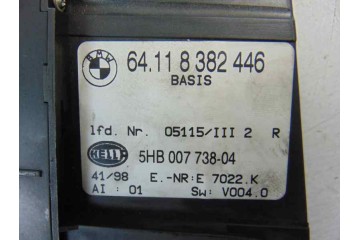 BMW
64.11 8 382 446
BASIS
lfd. Nr. 05115/III 2 R
HELLA
5HB 007 738-04
41/98 E.-NR:E 7022.K
AI : 01 Sw: V004.0